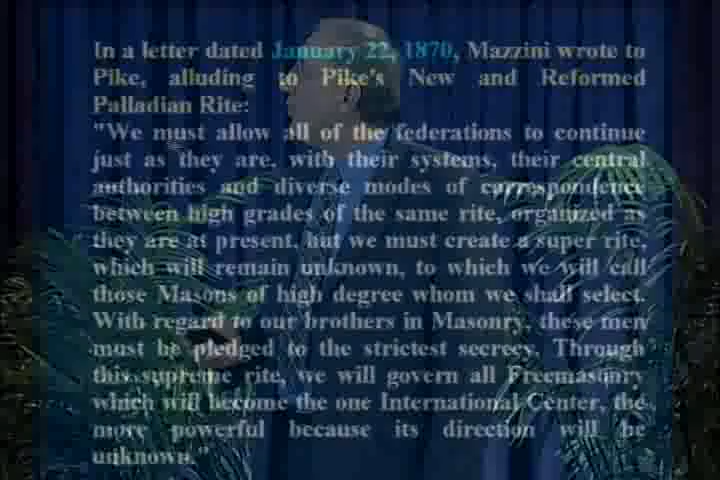 In a letter dated January 22, 1870, Mazzini wrote to
Pike, alluding to Pike's New and Reformed
Palladian Rite:
"We must allow all of the federations to continue
just as they are, with their systems, their central
authorities and diverse modes of correspondence
between high grades of the same rite, organized as
they are at present, but we must create a super rite,
which will remain unknown, to which we will call
those Masons of high degree whom we shall select.
With regard to our brothers in Masonry, these men
must be pledged to the strictest secrecy. Through
this supreme rite, we will govern all Freemasonry
which will become the one International Center, the
more powerful because its direction will be
unknown."